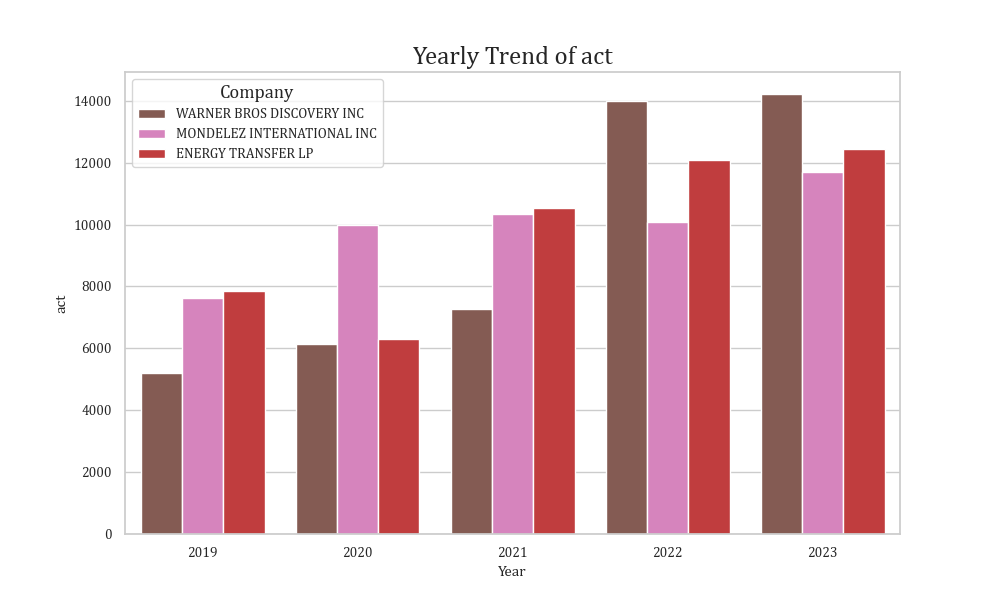 Yearly Trend of act
Company
WARNER BROS DISCOVERY INC
MONDELEZ INTERNATIONAL INC
ENERGY TRANSFER LP
14000
12000
10000
8000
6000
4000
2000
0
act
2019 2020 2021 2022 2023
Year